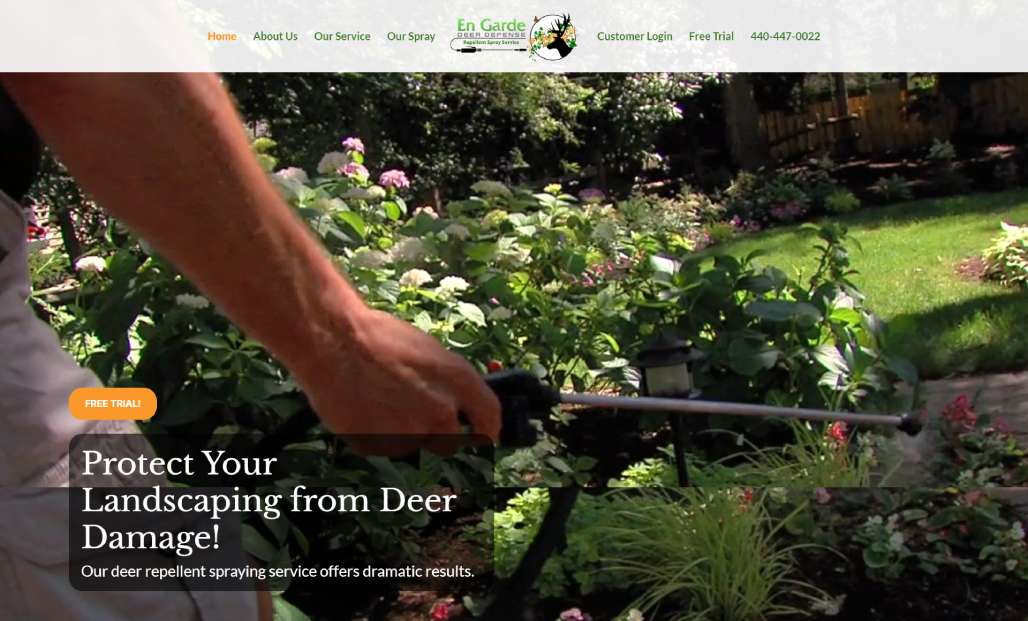 Home
About Us
Our Service
Our Spray
En Garde
DEER DEFENSE
Repellent Spray Service
Customer Login
Free Trial
440-447-0022
FREE TRIAL!
Protect Your
Landscaping from Deer
Damage!
Our deer repellent spraying service offers dramatic results.